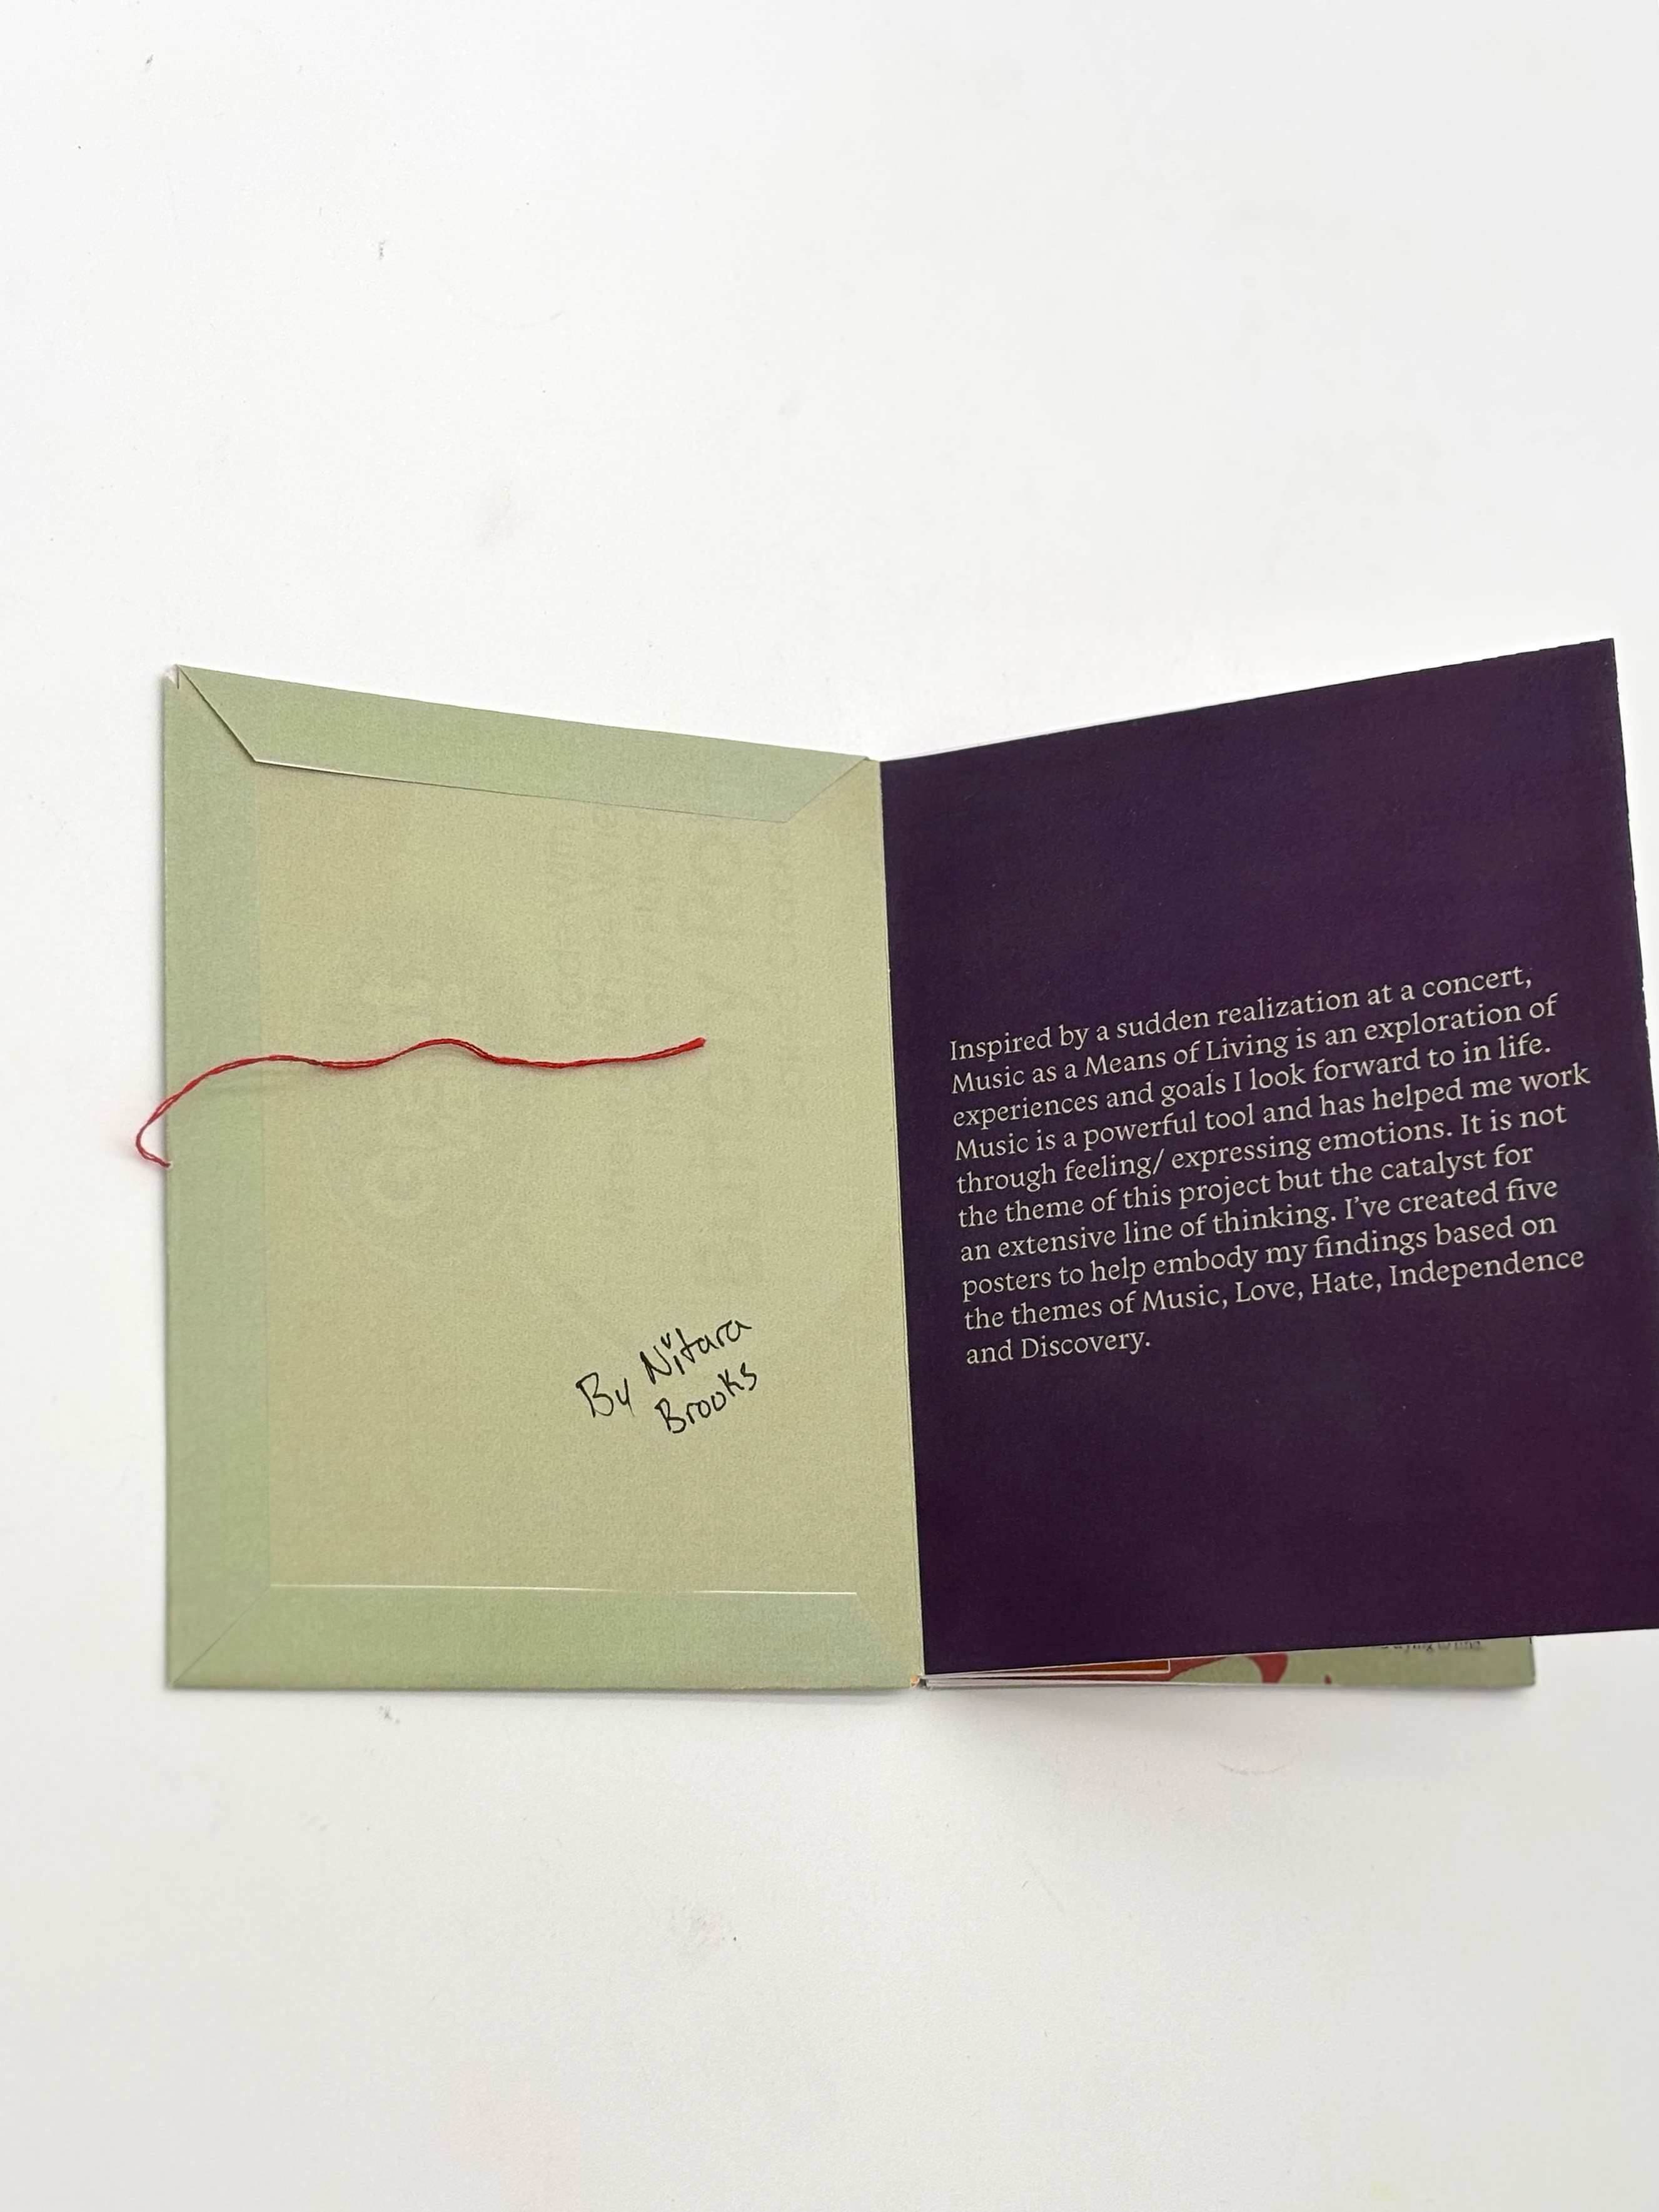 By Nitara
Brooks
Inspired by a sudden realization at a concert,
Music as a Means of Living is an exploration of
experiences and goals I look forward to in life.
Music is a powerful tool and has helped me work
through feeling/ expressing emotions. It is not
the theme of this project but the catalyst for
an extensive line of thinking. I've created five
posters to help embody my findings based on
the themes of Music, Love, Hate, Independence
and Discovery.